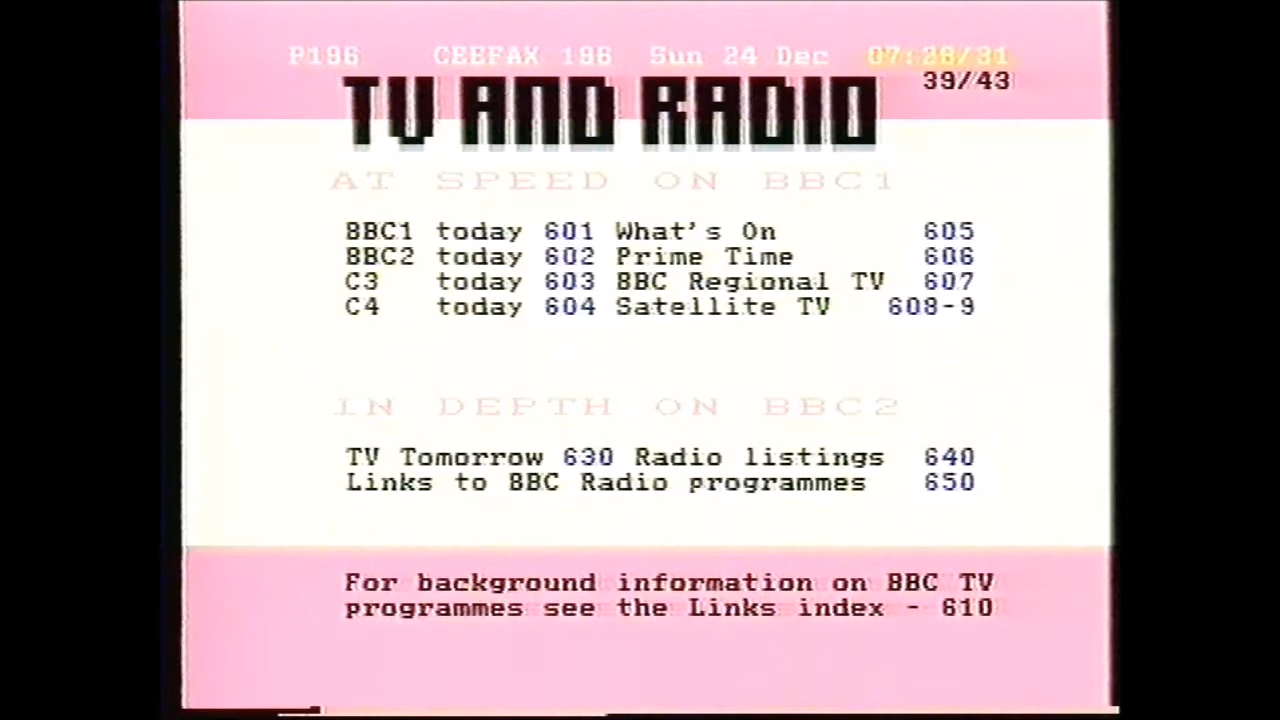 P196 CEEFAX 196 Sun 24 Dec 07:28/31
39/43
TV AND RADIO
AT SPEED ON BBC1
BBC1 today 601 What's On 605
BBC2 today 602 Prime Time 606
C3 today 603 BBC Regional TV 607
C4 today 604 Satellite TV 608-9
IN DEPTH ON BBC2
TV Tomorrow 630 Radio listings 640
Links to BBC Radio programmes 650
For background information on BBC TV
programmes see the Links index - 610